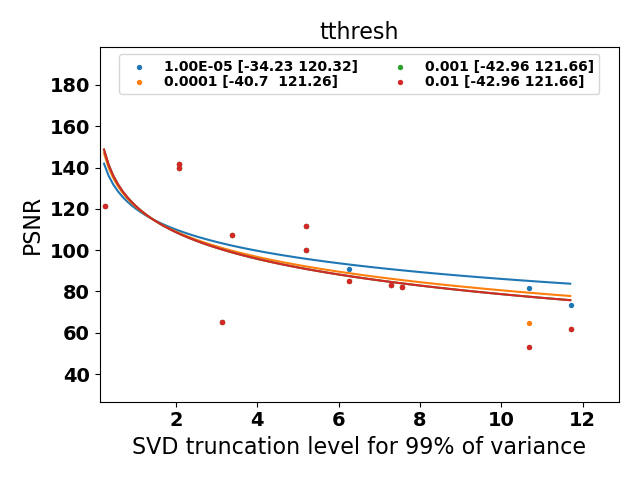 tthresh
1.00E-05 [-34.23 120.32]
0.0001 [-40.7  121.26]
0.001 [-42.96 121.66]
0.01 [-42.96 121.66]
PSNR
180
160
140
120
100
80
60
40
2 4 6 8 10 12
SVD truncation level for 99% of variance